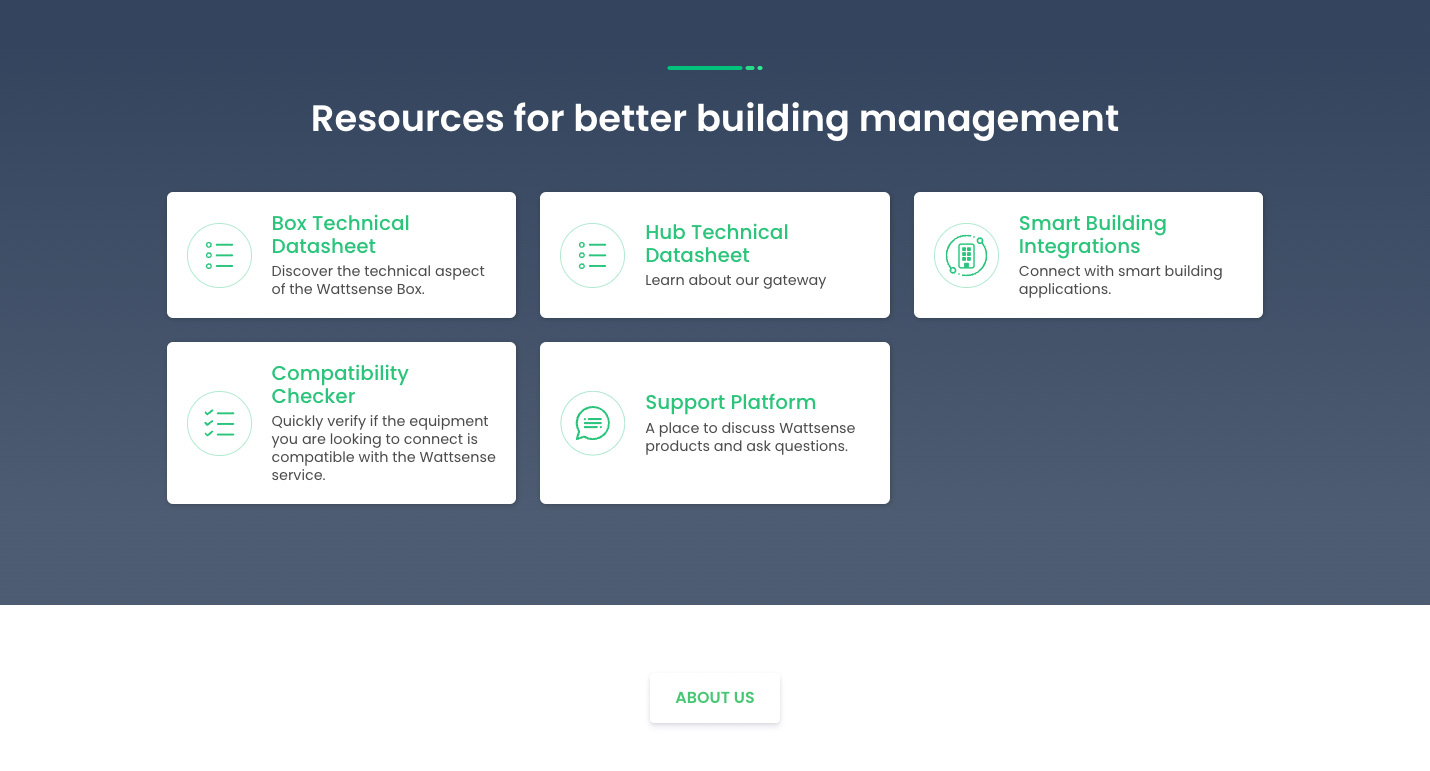 Resources for better building management
Box Technical
Datasheet
Discover the technical aspect
of the Wattsense Box.
Hub Technical
Datasheet
Learn about our gateway
Smart Building
Integrations
Connect with smart building
applications.
Compatibility
Checker
Quickly verify if the equipment
you are looking to connect is
compatible with the Wattsense
service.
Support Platform
A place to discuss Wattsense
products and ask questions.
ABOUT US